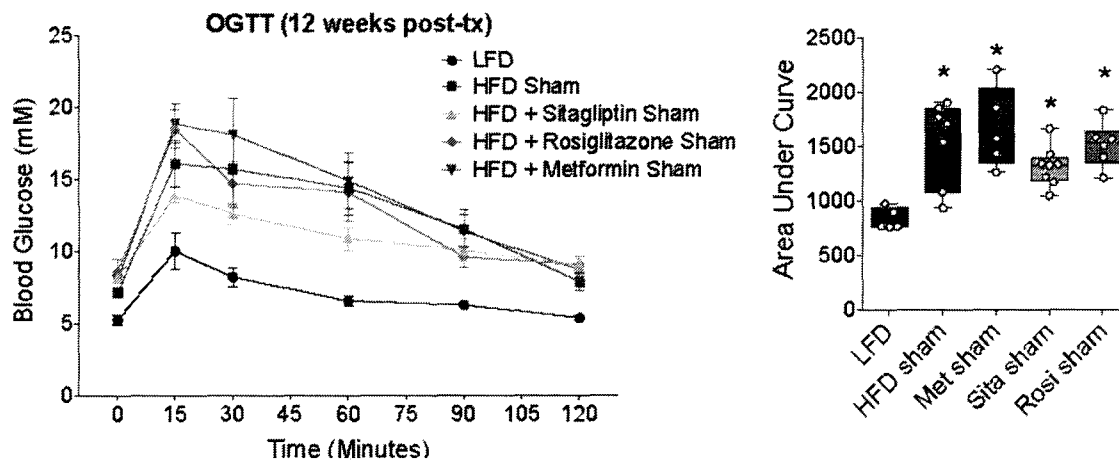 OGTT (12 weeks post-tx)
LFD
HFD Sham
HFD + Sitagliptin Sham
HFD + Rosiglitazone Sham
HFD + Metformin Sham
Blood Glucose (mM)
25
20
15
10
5
0
0 15 30 45 60 75 90 105 120
Time (Minutes)
Area Under Curve
2500
2000
1500
1000
500
0
* * * *
LFD
HFD sham
Met sham
Sita sham
Rosi sham